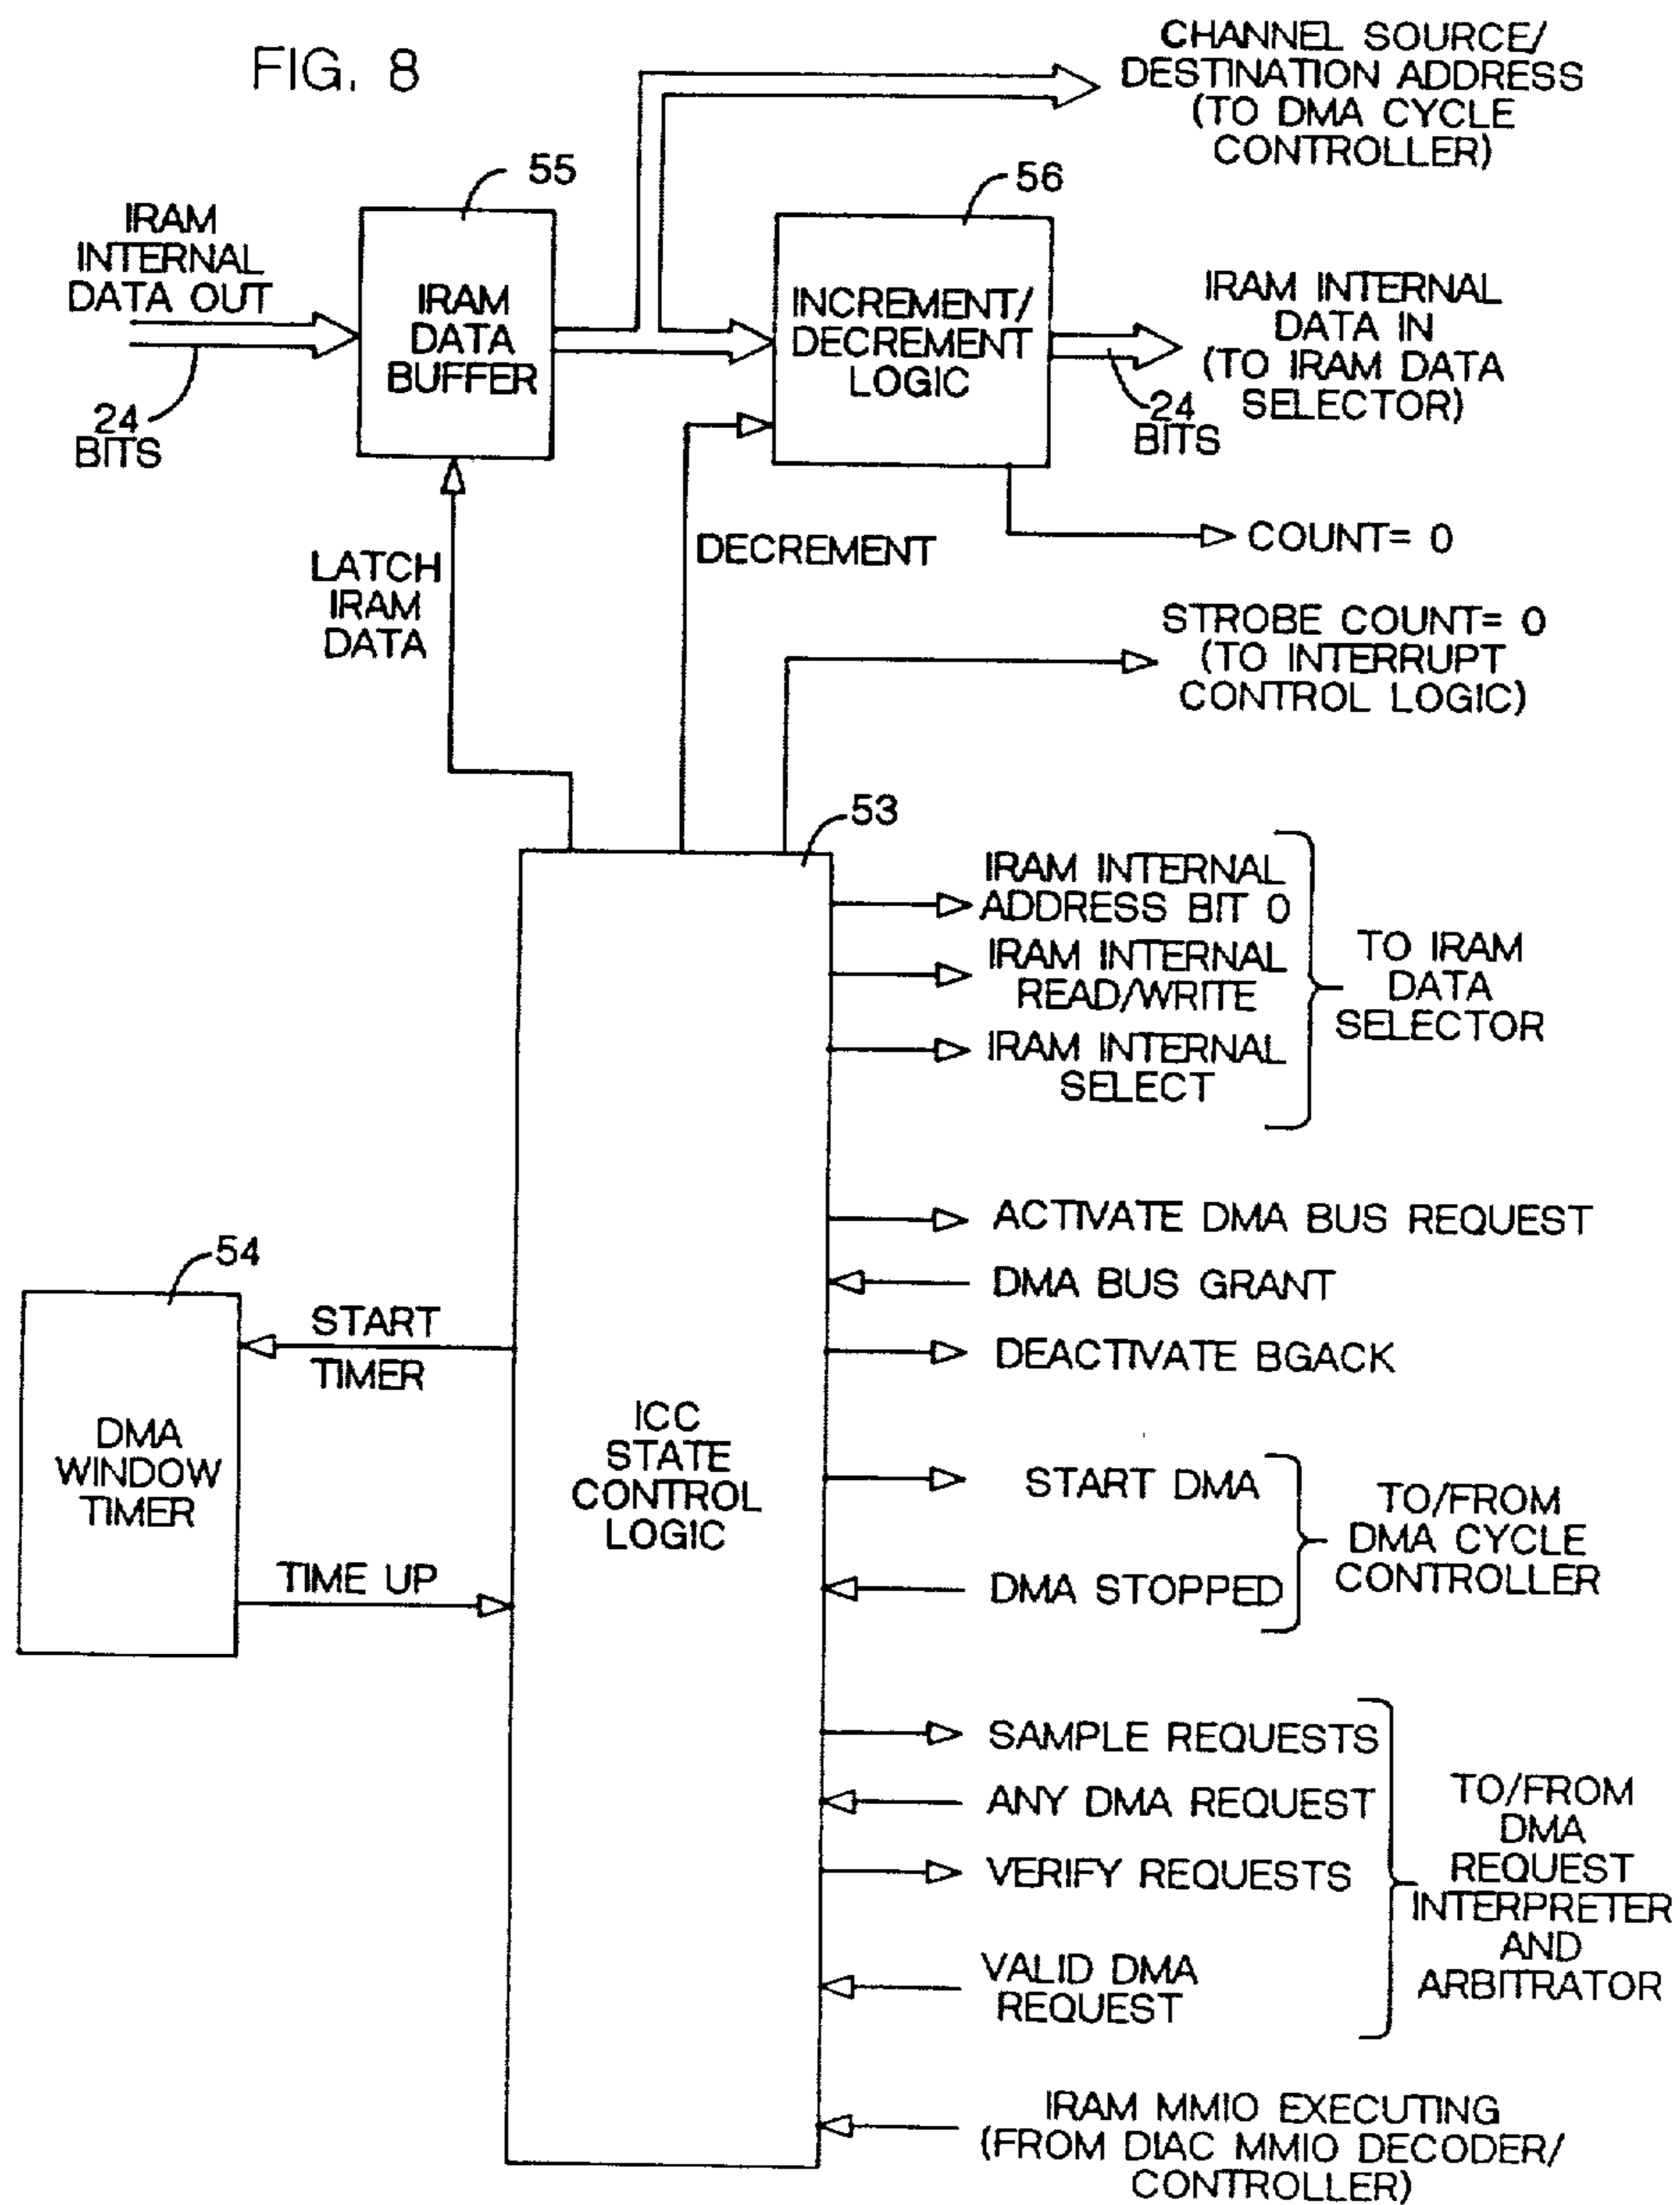 FIG. 8
CHANNEL SOURCE/
DESTINATION ADDRESS
(TO DMA CYCLE
CONTROLLER)
55
56
IRAM
INTERNAL
DATA OUT
24
BITS
IRAM
DATA
BUFFER
INCREMENT/
DECREMENT
LOGIC
IRAM INTERNAL
DATA IN
(TO IRAM DATA
SELECTOR)
24
BITS
LATCH
IRAM
DATA
DECREMENT
COUNT= 0
STROBE COUNT= 0
(TO INTERRUPT
CONTROL LOGIC)
53
IRAM INTERNAL
ADDRESS BIT 0
IRAM INTERNAL
READ/WRITE
IRAM INTERNAL
SELECT
TO IRAM
DATA
SELECTOR
ACTIVATE DMA BUS REQUEST
DMA BUS GRANT
DEACTIVATE BGACK
54
START
TIMER
DMA
WINDOW
TIMER
TIME UP
ICC
STATE
CONTROL
LOGIC
START DMA
DMA STOPPED
TO/FROM
DMA CYCLE
CONTROLLER
SAMPLE REQUESTS
ANY DMA REQUEST
VERIFY REQUESTS
VALID DMA
REQUEST
TO/FROM
DMA
REQUEST
INTERPRETER
AND
ARBITRATOR
IRAM MMIO EXECUTING
(FROM DIAC MMIO DECODER/
CONTROLLER)